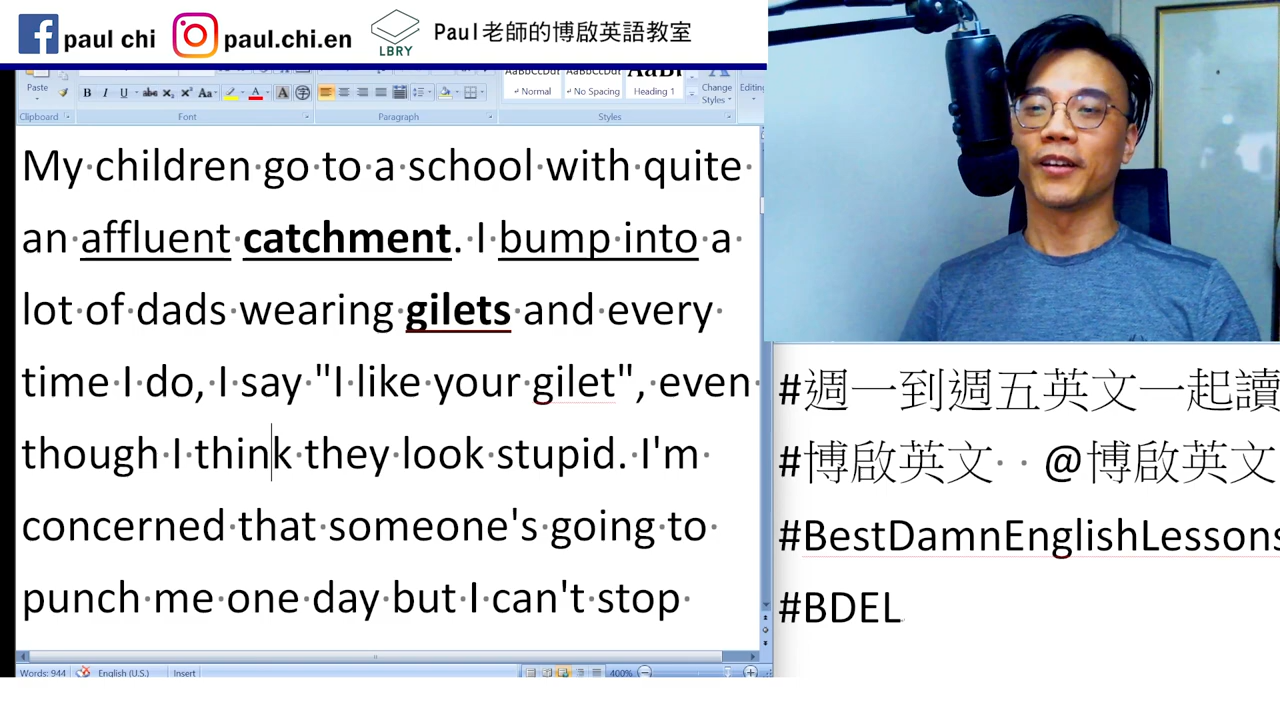 paul chi
paul.chi.en
LBRY
Paul老師的博啟英語教室
Paste
Clipboard
Font
Paragraph
AaBbCcDd
AaBbCcDd
Normal
No Spacing
Heading 1
Change
Styles
Styles
Editing
My children go to a school with quite
an affluent catchment. I bump into a
lot of dads wearing gilets and every
time I do, I say "I like your gilet", even
though I think they look stupid. I'm
concerned that someone's going to
punch me one day but I can't stop
Words: 944
English (U.S.)
Insert
400%
#週一到週五英文一起讀
#博啟英文 @博啟英文
#BestDamnEnglishLessons
#BDEL